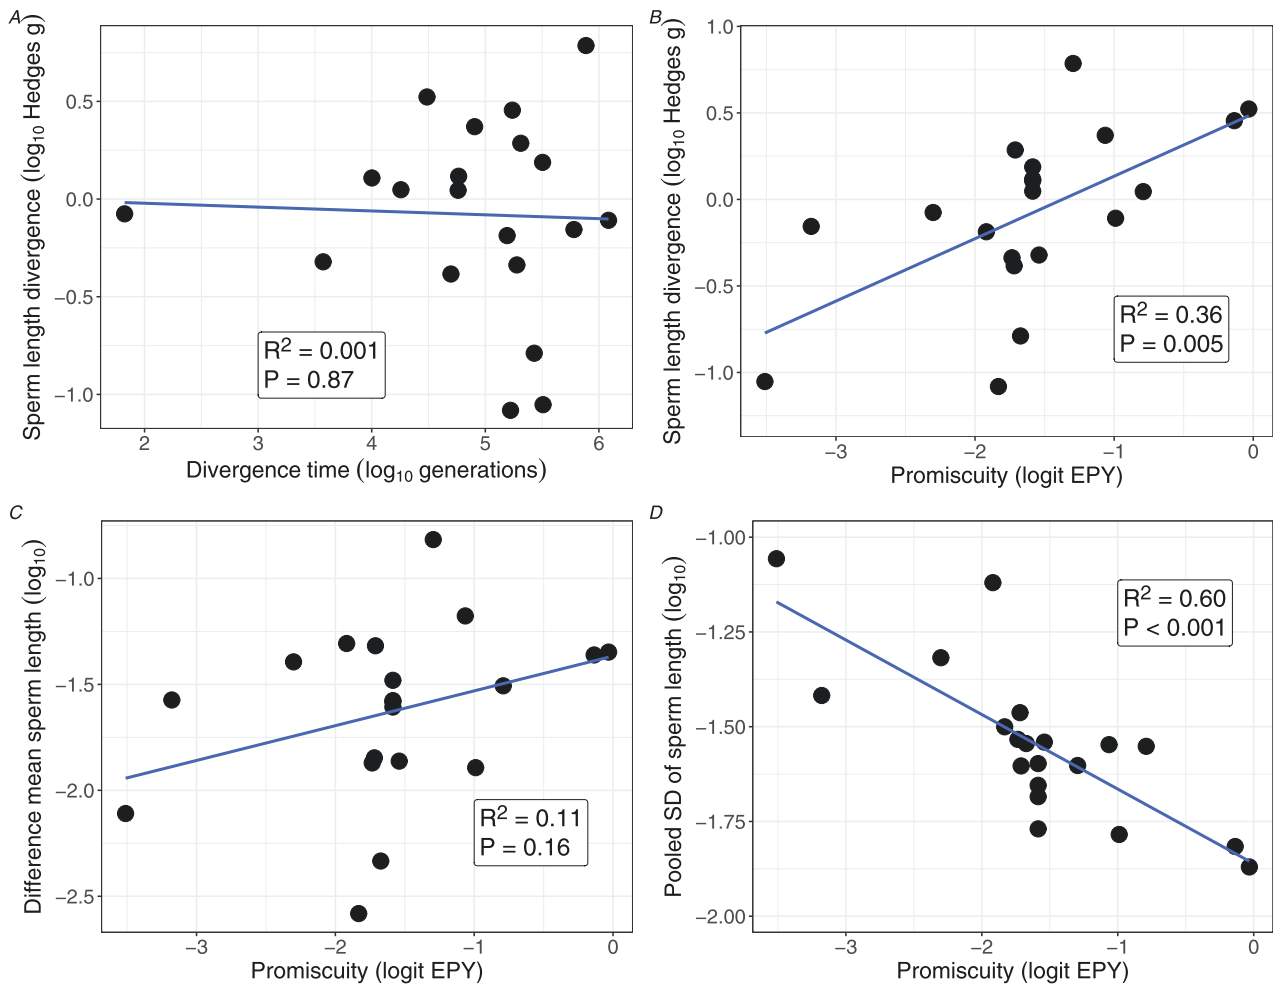 A
Sperm length divergence (log10 Hedges g)
0.5
0.0
−0.5
−1.0
R2 = 0.001
P = 0.87
2 3 4 5 6
Divergence time (log10 generations)
B
Sperm length divergence (log10 Hedges g)
1.0
0.5
0.0
−0.5
−1.0
R2 = 0.36
P = 0.005
−3 −2 −1 0
Promiscuity (logit EPY)
C
Difference mean sperm length (log10)
−1.0
−1.5
−2.0
−2.5
R2 = 0.11
P = 0.16
−3 −2 −1 0
Promiscuity (logit EPY)
D
Pooled SD of sperm length (log10)
−1.00
−1.25
−1.50
−1.75
−2.00
R2 = 0.60
P < 0.001
−3 −2 −1 0
Promiscuity (logit EPY)